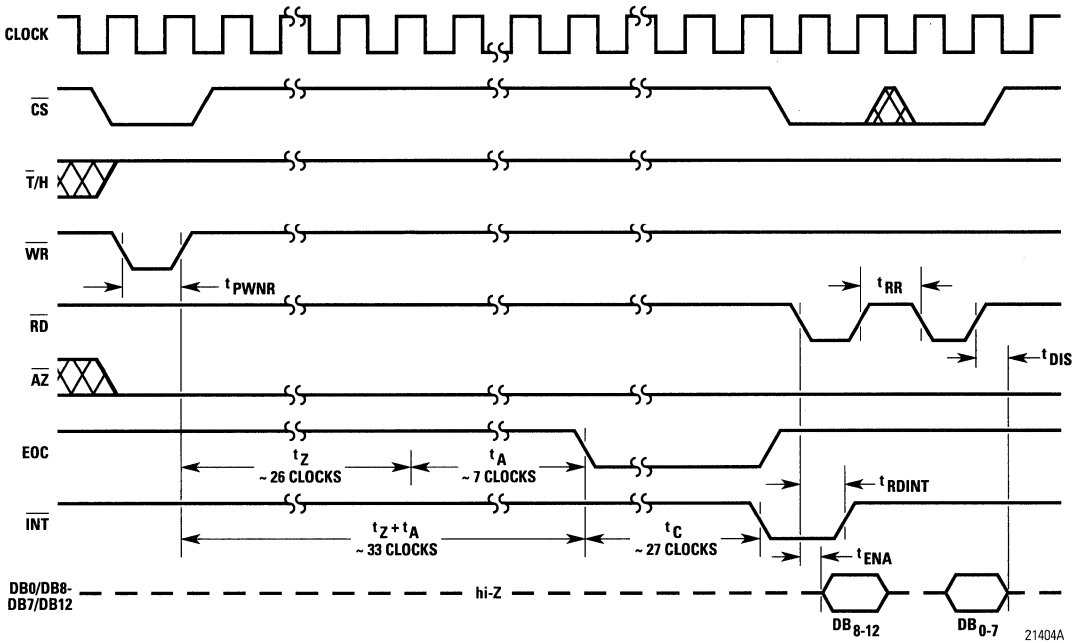 CLOCK
CS
T/H
WR
tPWNR
tRR
RD
tDIS
AZ
EOC
tZ
~ 26 CLOCKS
tA
~ 7 CLOCKS
tRDINT
INT
tZ + tA
~ 33 CLOCKS
tC
~ 27 CLOCKS
tENA
DB0/DB8-
DB7/DB12
hi-Z
DB8-12
DB0-7
21404A